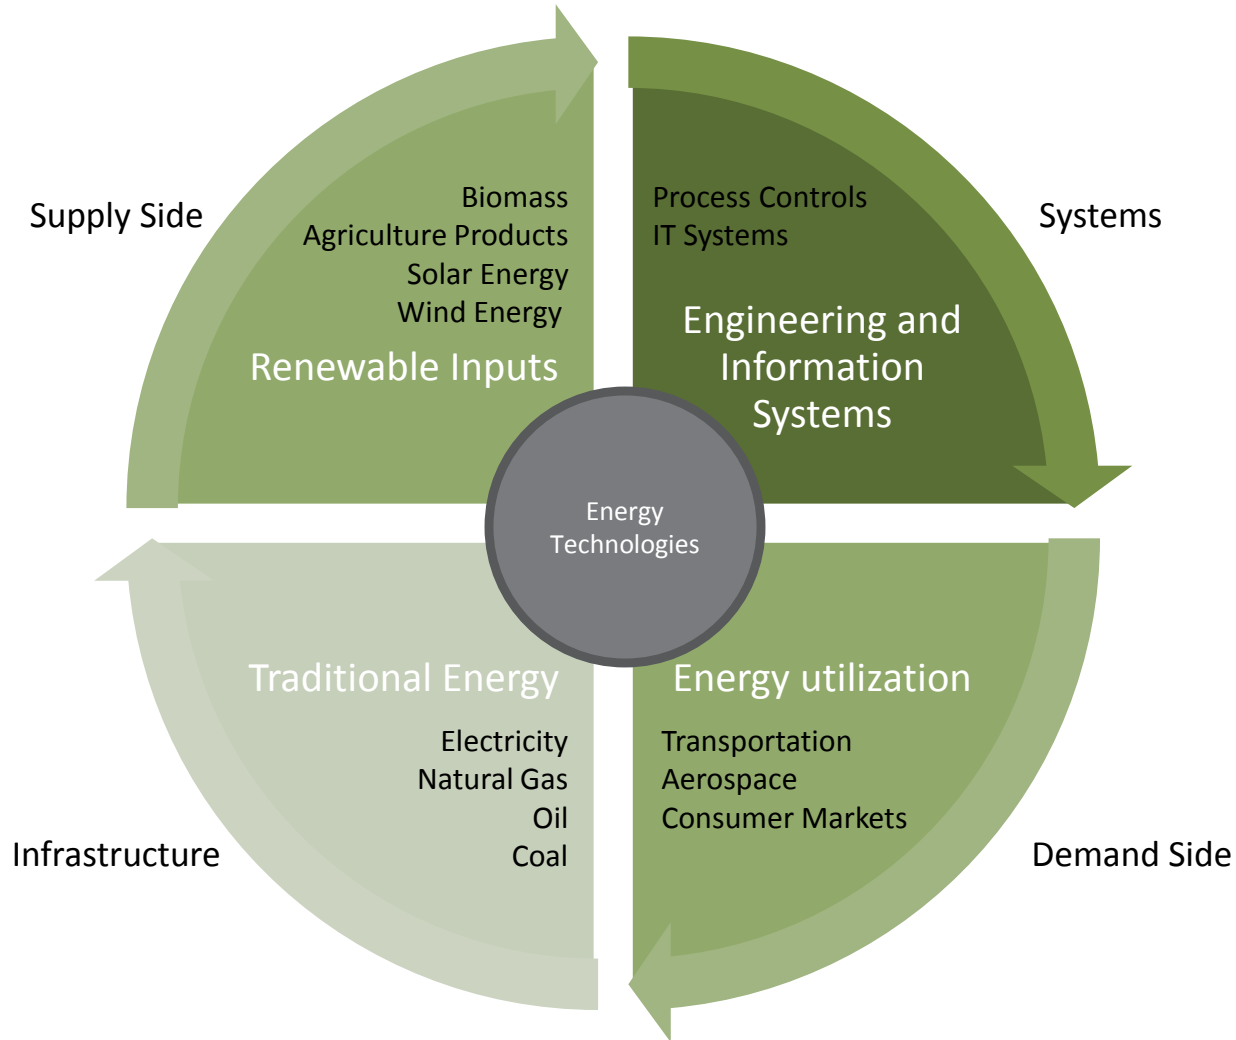 Supply Side
Biomass
Agriculture Products
Solar Energy
Wind Energy
Renewable Inputs
Process Controls
IT Systems
Engineering and
Information
Systems
Systems
Energy
Technologies
Traditional Energy
Electricity
Natural Gas
Oil
Coal
Infrastructure
Energy utilization
Transportation
Aerospace
Consumer Markets
Demand Side